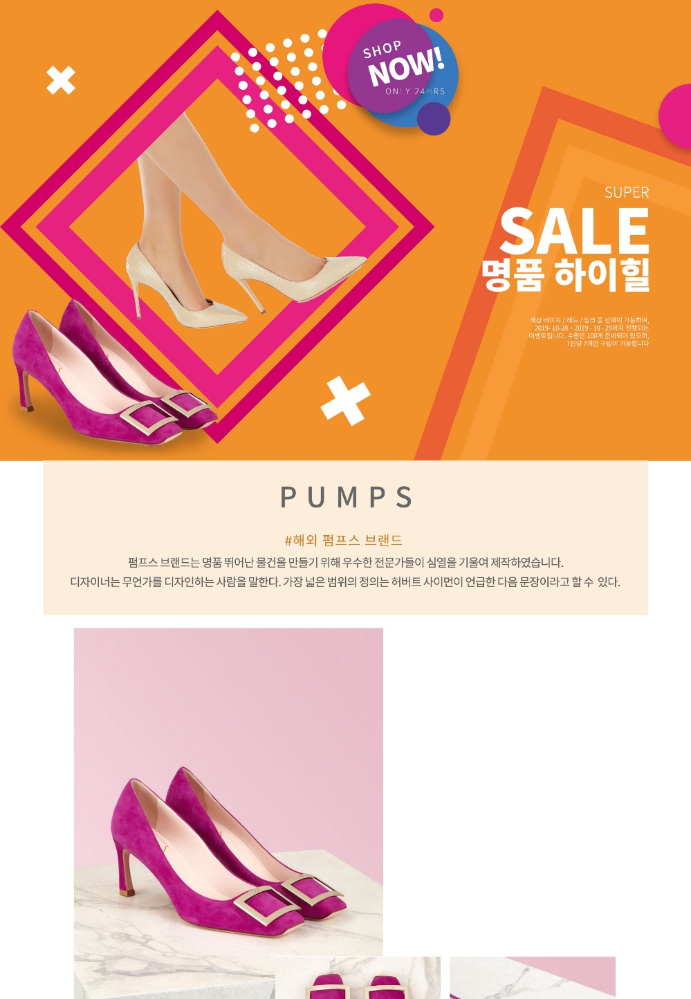 SHOP
NOW!
ONLY 24HRS
SUPER
SALE
명품 하이힐
색상 베이지 / 레드 / 핑크 중 선택이 가능하며,
2019- 10-28 ~ 2019 - 10 - 29까지 진행되는
이벤트입니다. 수량은 100개 준비되어 있으며,
1인당 2개만 구입이 가능합니다
PUMPS
#해외 펌프스 브랜드
펌프스 브랜드는 명품 뛰어난 물건을 만들기 위해 우수한 전문가들이 심열을 기울여 제작하였습니다.
디자이너는 무언가를 디자인하는 사람을 말한다. 가장 넓은 범위의 정의는 허버트 사이먼이 언급한 다음 문장이라고 할 수 있다.